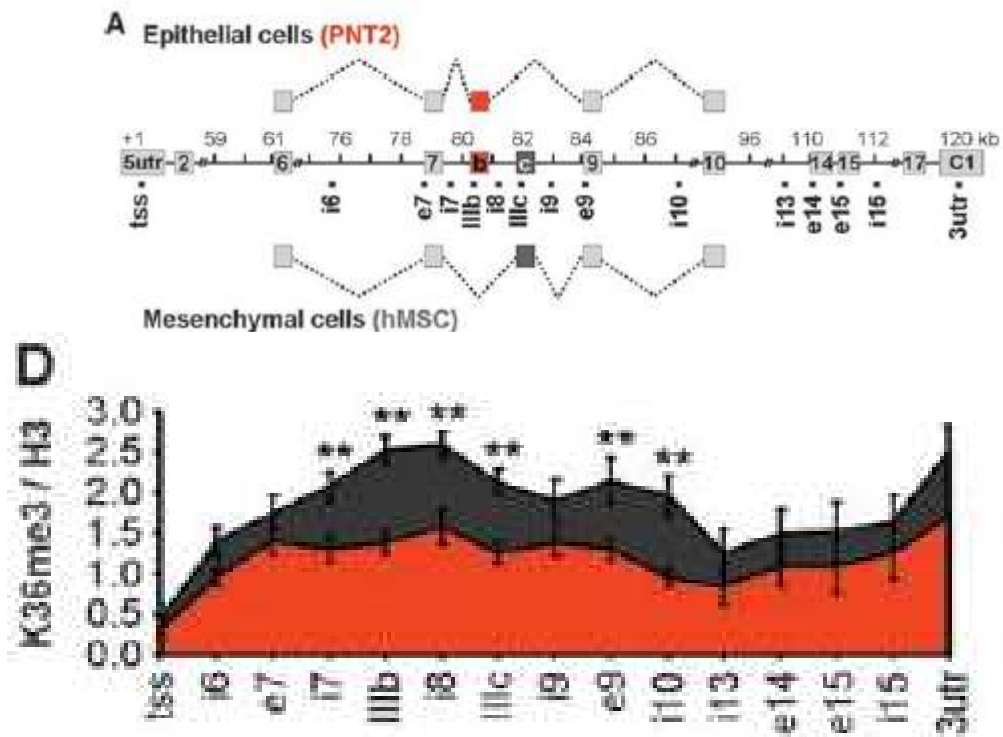 A Epithelial cells (PNT2)
+1 59 61 76 78 80 82 84 86 96 110 112 120 kb
5utr 2 6 7 b c 9 10 14 15 17 C1
tss i6 e7 i7 IIIb i8 IIIc i9 e9 i10 i13 e14 e15 i15 3utr
Mesenchymal cells (hMSC)
D
K36me3 / H3
3.0
2.5
2.0
1.5
1.0
0.5
0.0
** ** ** ** ** **
tss i6 e7 i7 IIIb i8 IIIc i9 e9 i10 i13 e14 e15 i15 3utr